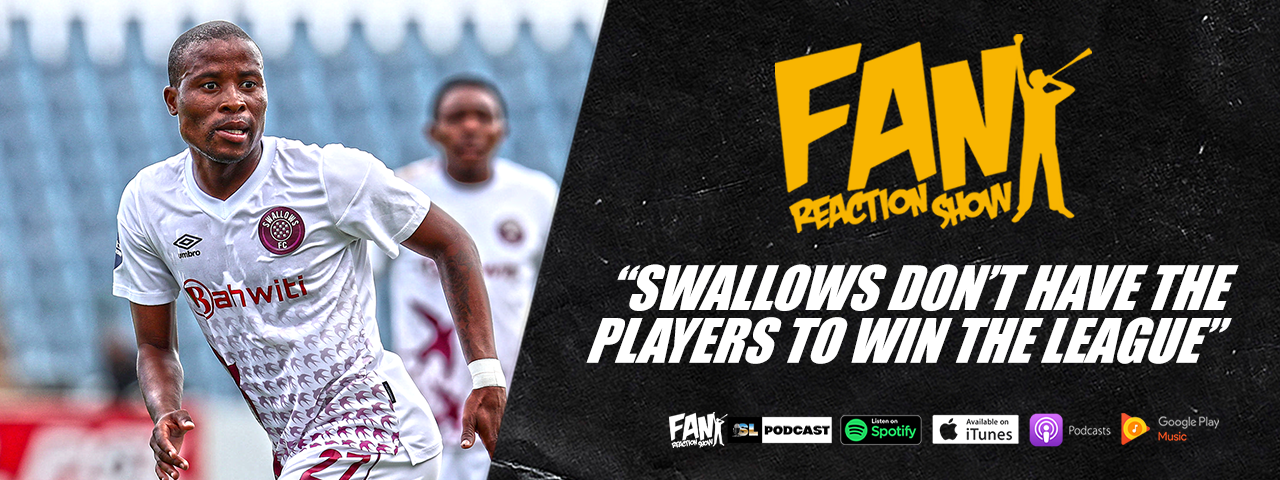 FAN
REACTION SHOW
“SWALLOWS DON’T HAVE THE
PLAYERS TO WIN THE LEAGUE”
SWALLOWS
FC
umbro
Bahwiti
27
FAN
REACTION SHOW
SL PODCAST
Listen on
Spotify
Available on
iTunes
Podcasts
Google Play
Music